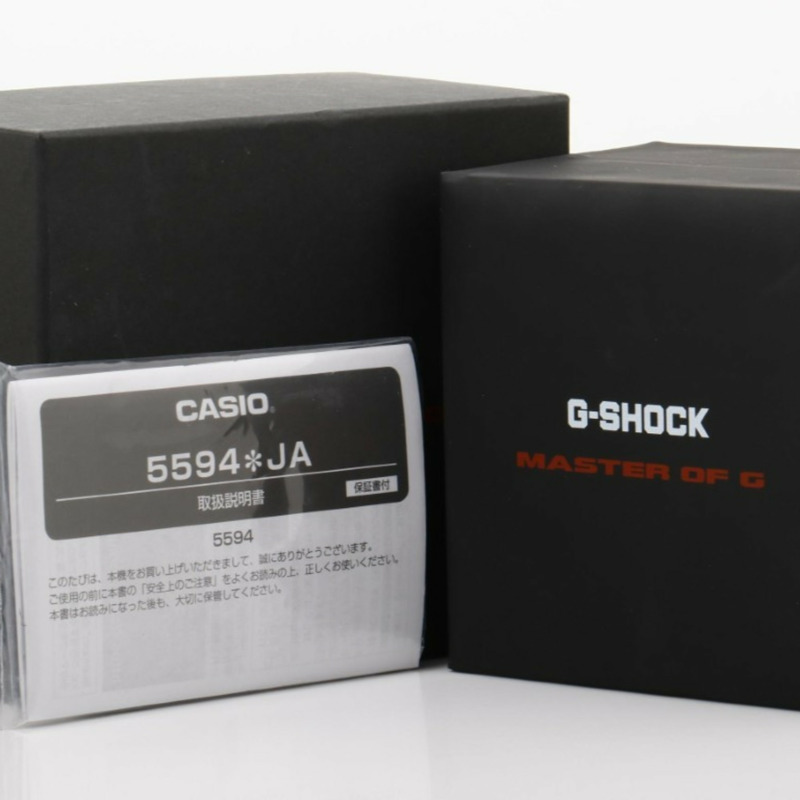 CASIO
5594*JA
取扱説明書
保証書付
5594
このたびは、本機をお買い上げいただきまして、誠にありがとうございます。
ご使用の前に本書の「安全上のご注意」をよくお読みの上、正しくお使いください。
本書はお読みになった後も、大切に保管してください。
G-SHOCK
MASTER OF G